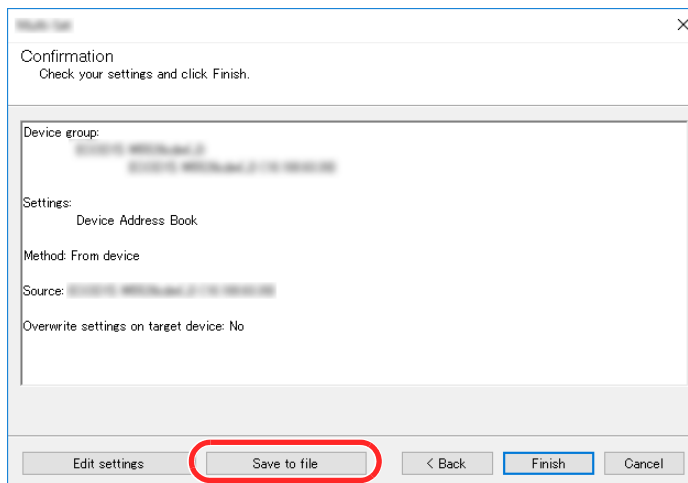 Confirmation
Check your settings and click Finish.
Device group:
Settings:
Device Address Book
Method: From device
Source:
Overwrite settings on target device: No
Edit settings
Save to file
< Back
Finish
Cancel